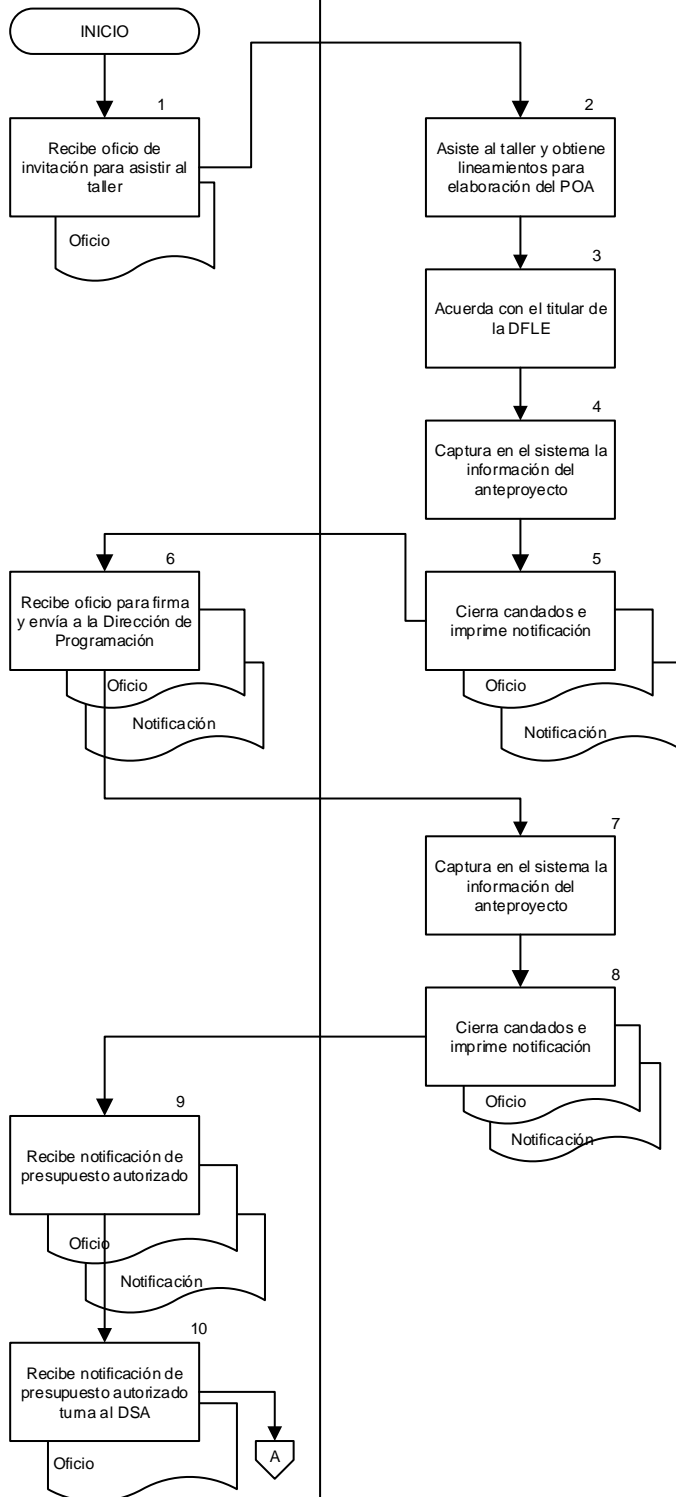 INICIO
1
Recibe oficio de
invitación para asistir al
taller
Oficio
2
Asiste al taller y obtiene
lineamientos para
elaboración del POA
3
Acuerda con el titular de
la DFLE
4
Captura en el sistema la
información del
anteproyecto
5
Cierra candados e
imprime notificación
Oficio
Notificación
6
Recibe oficio para firma
y envía a la Dirección de
Programación
Oficio
Notificación
7
Captura en el sistema la
información del
anteproyecto
8
Cierra candados e
imprime notificación
Oficio
Notificación
9
Recibe notificación de
presupuesto autorizado
Oficio
Notificación
10
Recibe notificación de
presupuesto autorizado
turna al DSA
Oficio
A